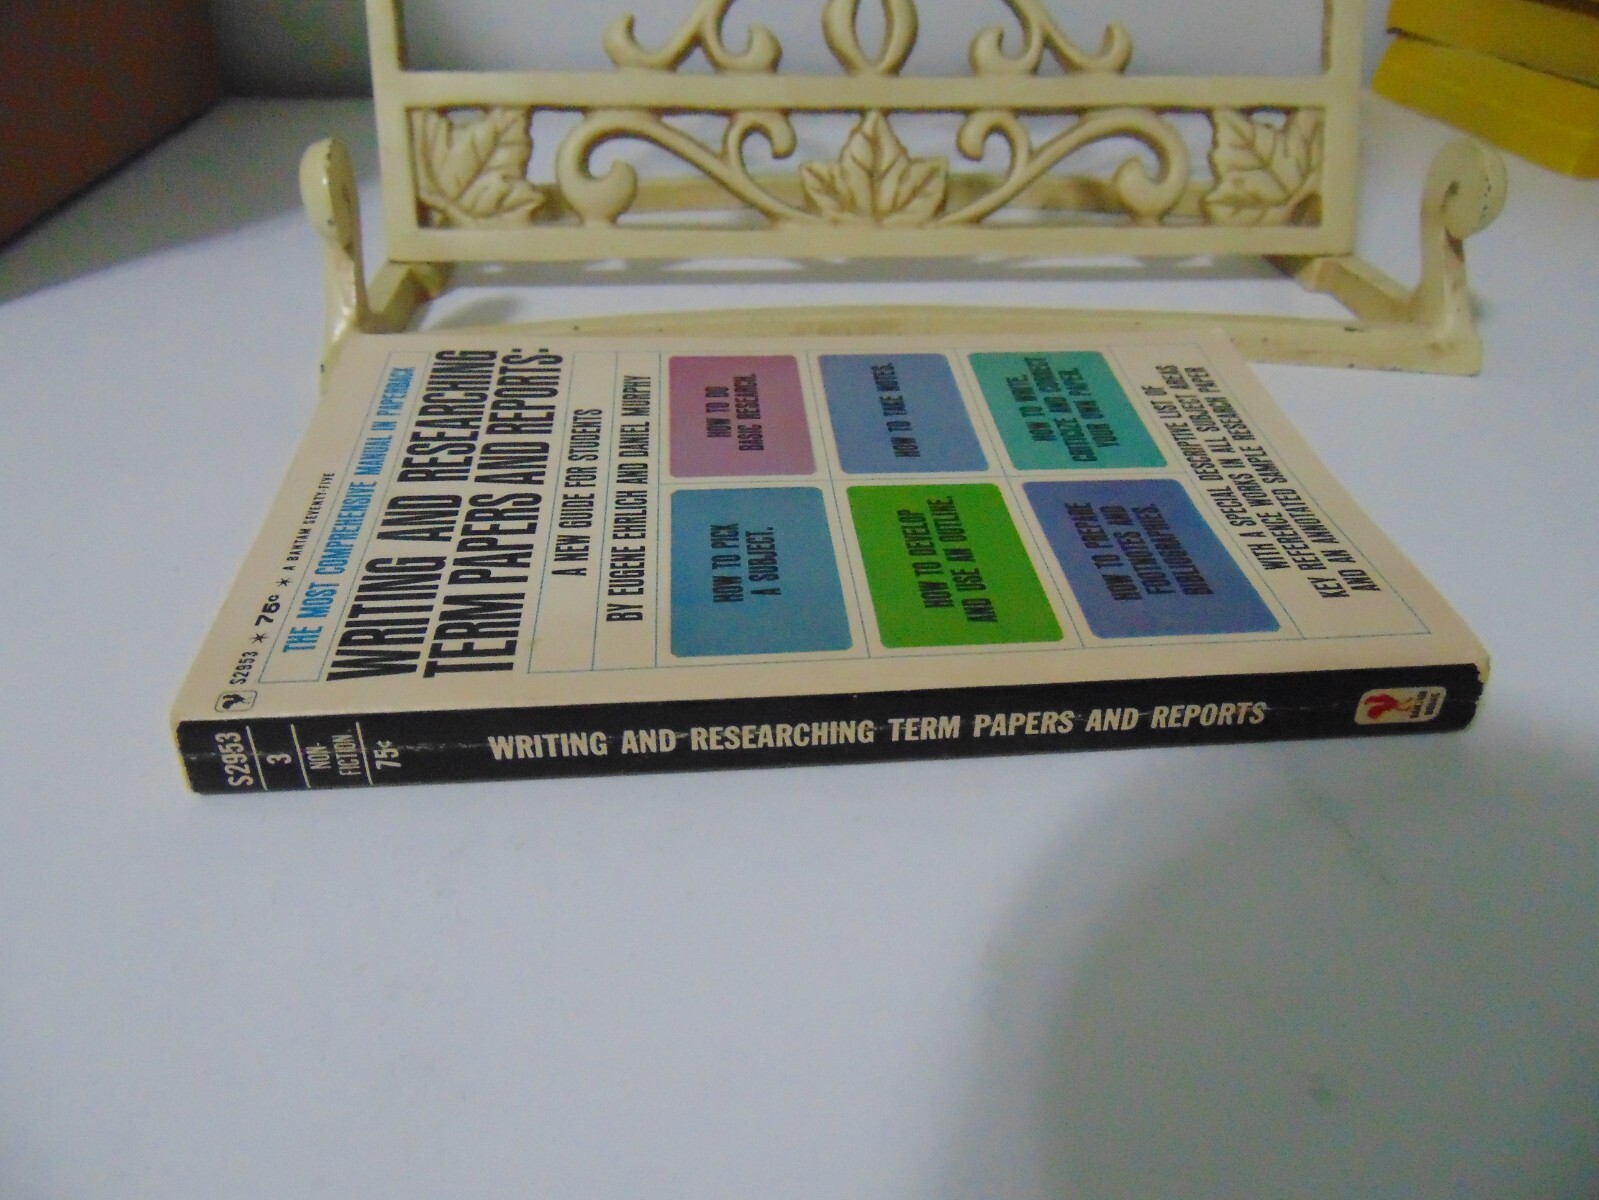 S2953 * 75¢ * A BANTAM SEVENTY-FIVE
THE MOST COMPREHENSIVE MANUAL IN PAPERBACK
WRITING AND RESEARCHING
TERM PAPERS AND REPORTS:
A NEW GUIDE FOR STUDENTS
BY EUGENE EHRLICH AND DANIEL MURPHY
HOW TO PICK
A SUBJECT.
HOW TO DO
BASIC RESEARCH.
HOW TO DEVELOP
AND USE AN OUTLINE.
HOW TO TAKE NOTES.
HOW TO PREPARE
FOOTNOTES AND
BIBLIOGRAPHIES.
HOW TO WRITE,
CRITICIZE AND CORRECT
YOUR OWN PAPER.
WITH A SPECIAL DESCRIPTIVE LIST OF
KEY REFERENCE WORKS IN ALL SUBJECT AREAS
AND AN ANNOTATED SAMPLE RESEARCH PAPER
S2953
3
NON-
FICTION
75¢
WRITING AND RESEARCHING TERM PAPERS AND REPORTS